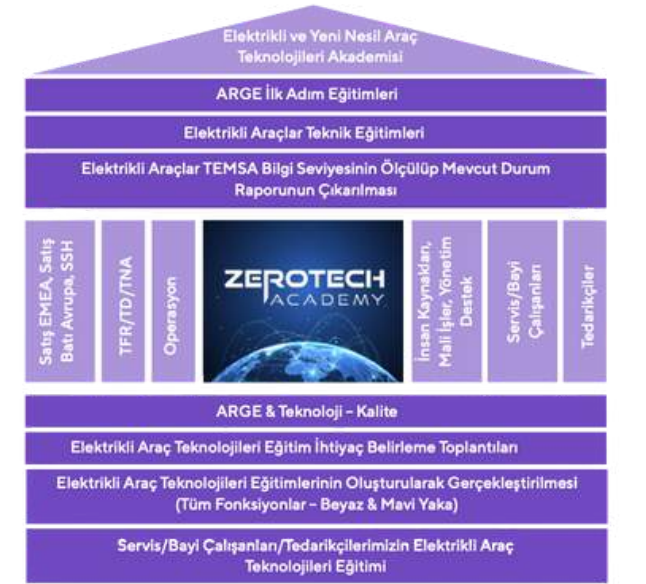 Elektrikli ve Yeni Nesil Araç
Teknolojileri Akademisi
ARGE İlk Adım Eğitimleri
Elektrikli Araçlar Teknik Eğitimleri
Elektrikli Araçlar TEMSA Bilgi Seviyesinin Ölçülüp Mevcut Durum
Raporunun Çıkarılması
Satış EMEA, Satış
Batı Avrupa, SSH
TFR/TD/TNA
Operasyon
ZEROTECH
ACADEMY
İnsan Kaynakları,
Mali İşler, Yönetim
Destek
Servis/Bayi
Çalışanları
Tedarikçiler
ARGE & Teknoloji – Kalite
Elektrikli Araç Teknolojileri Eğitim İhtiyaç Belirleme Toplantıları
Elektrikli Araç Teknolojileri Eğitimlerinin Oluşturularak Gerçekleştirilmesi
(Tüm Fonksiyonlar – Beyaz & Mavi Yaka)
Servis/Bayi Çalışanları/Tedarikçilerimizin Elektrikli Araç
Teknolojileri Eğitimi